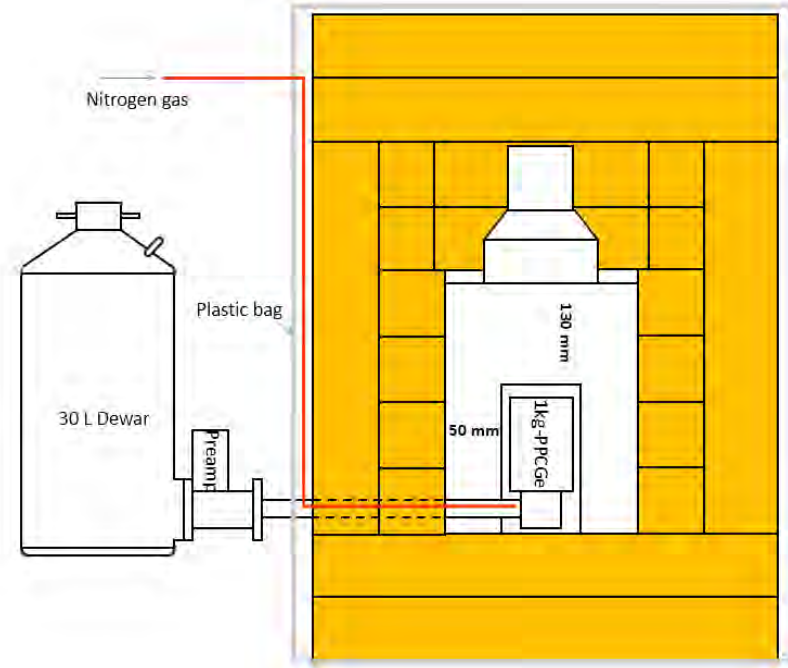 Nitrogen gas
Plastic bag
130 mm
30 L Dewar
Preamp
50 mm
1kg-PPCGe